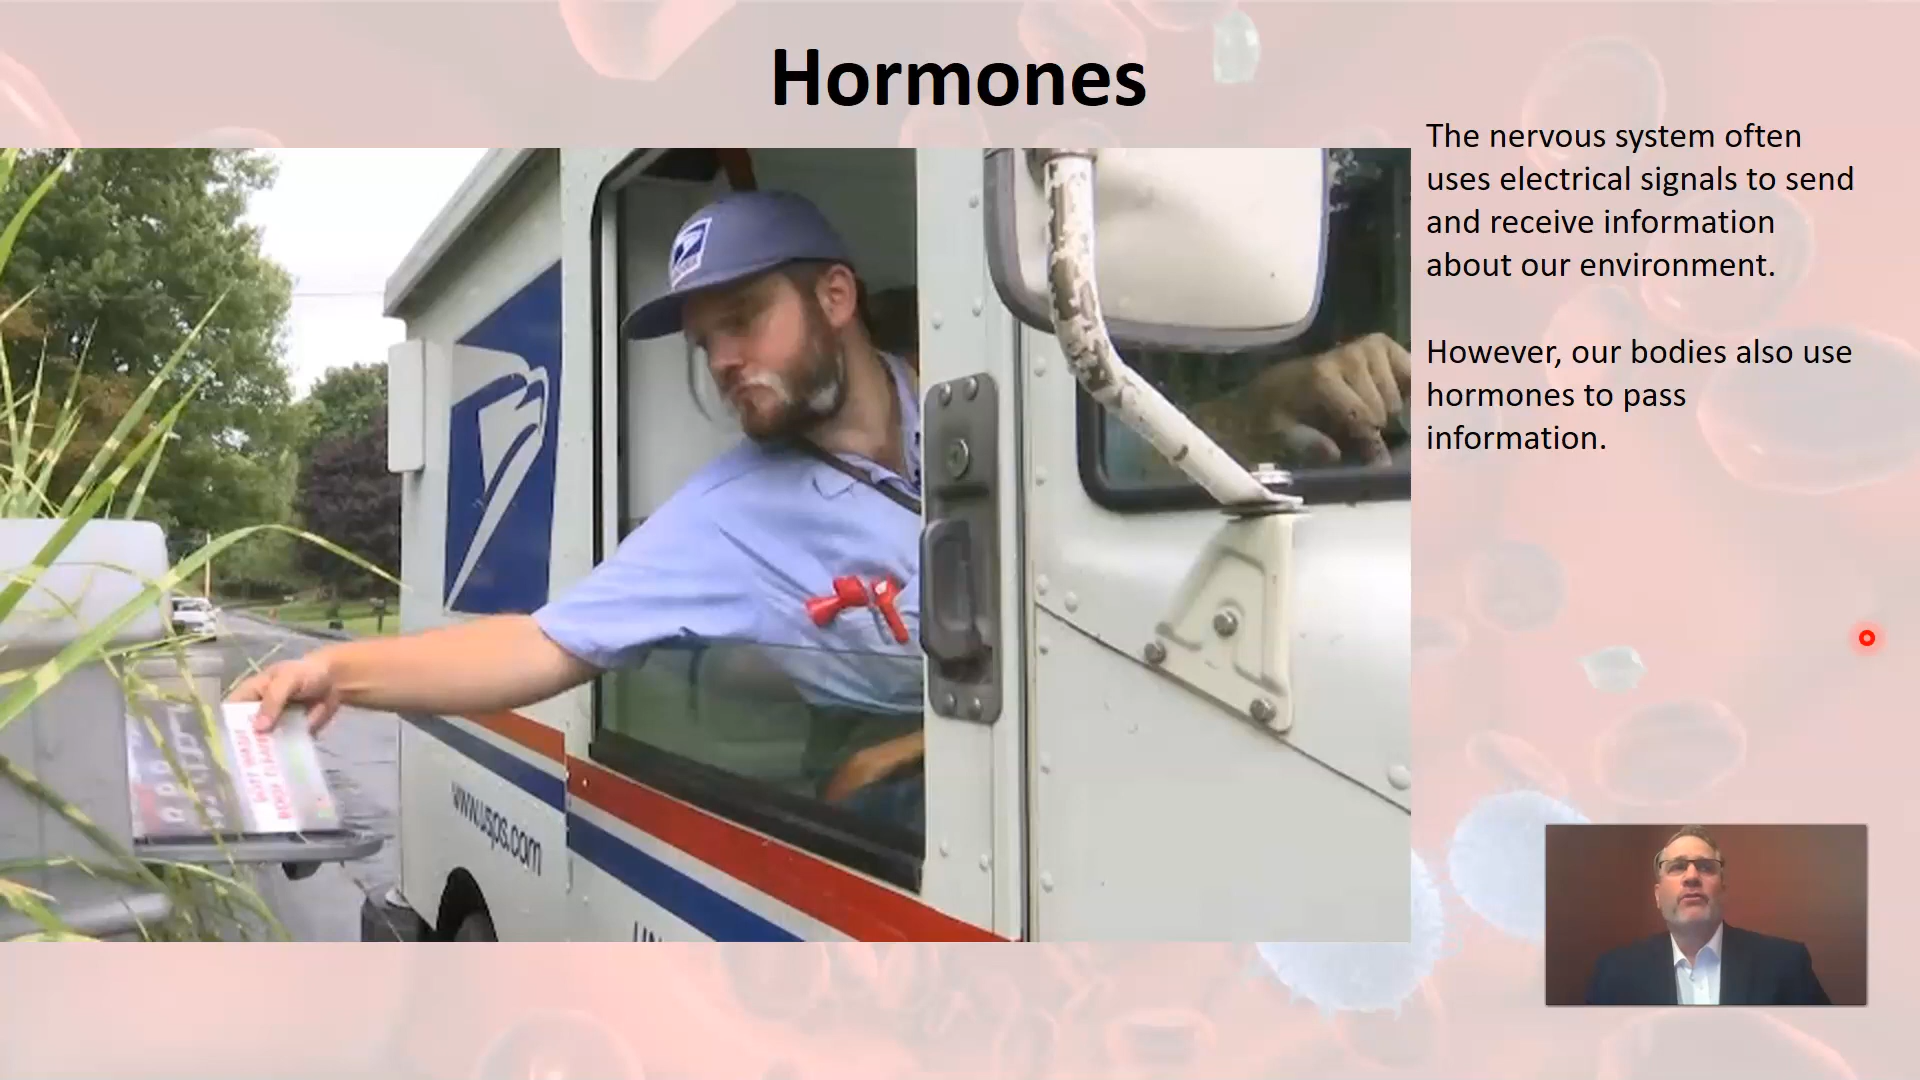 Hormones
The nervous system often
uses electrical signals to send
and receive information
about our environment.
However, our bodies also use
hormones to pass
information.
www.usps.com